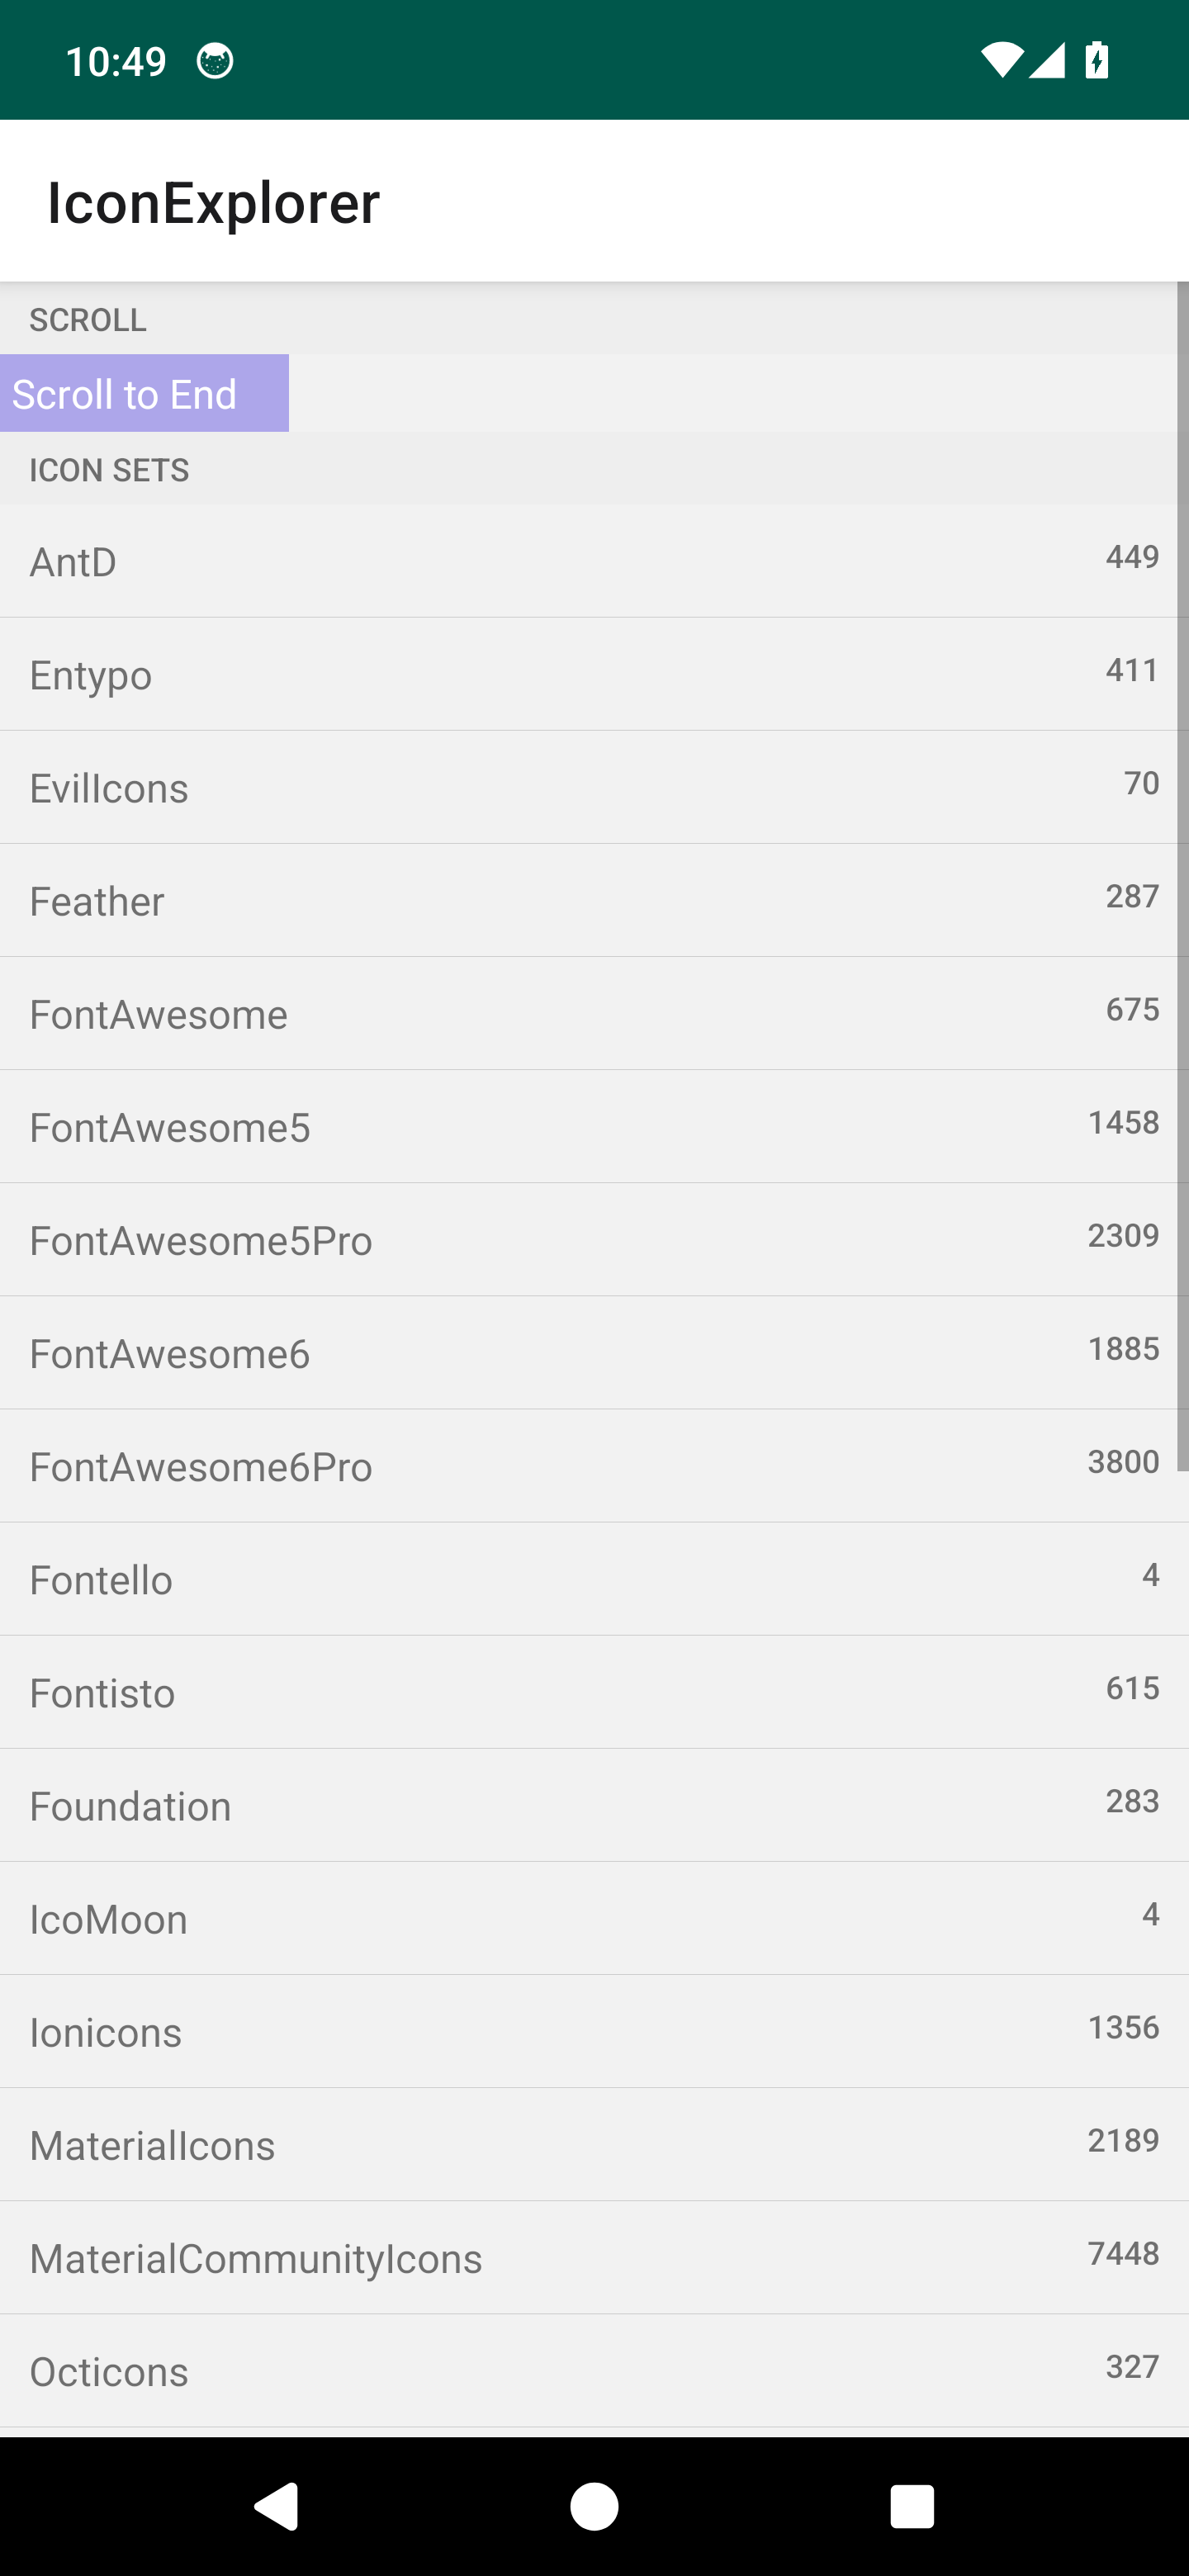 10:49
IconExplorer
SCROLL
Scroll to End
ICON SETS
AntD 449
Entypo 411
EvilIcons 70
Feather 287
FontAwesome 675
FontAwesome5 1458
FontAwesome5Pro 2309
FontAwesome6 1885
FontAwesome6Pro 3800
Fontello 4
Fontisto 615
Foundation 283
IcoMoon 4
Ionicons 1356
MaterialIcons 2189
MaterialCommunityIcons 7448
Octicons 327